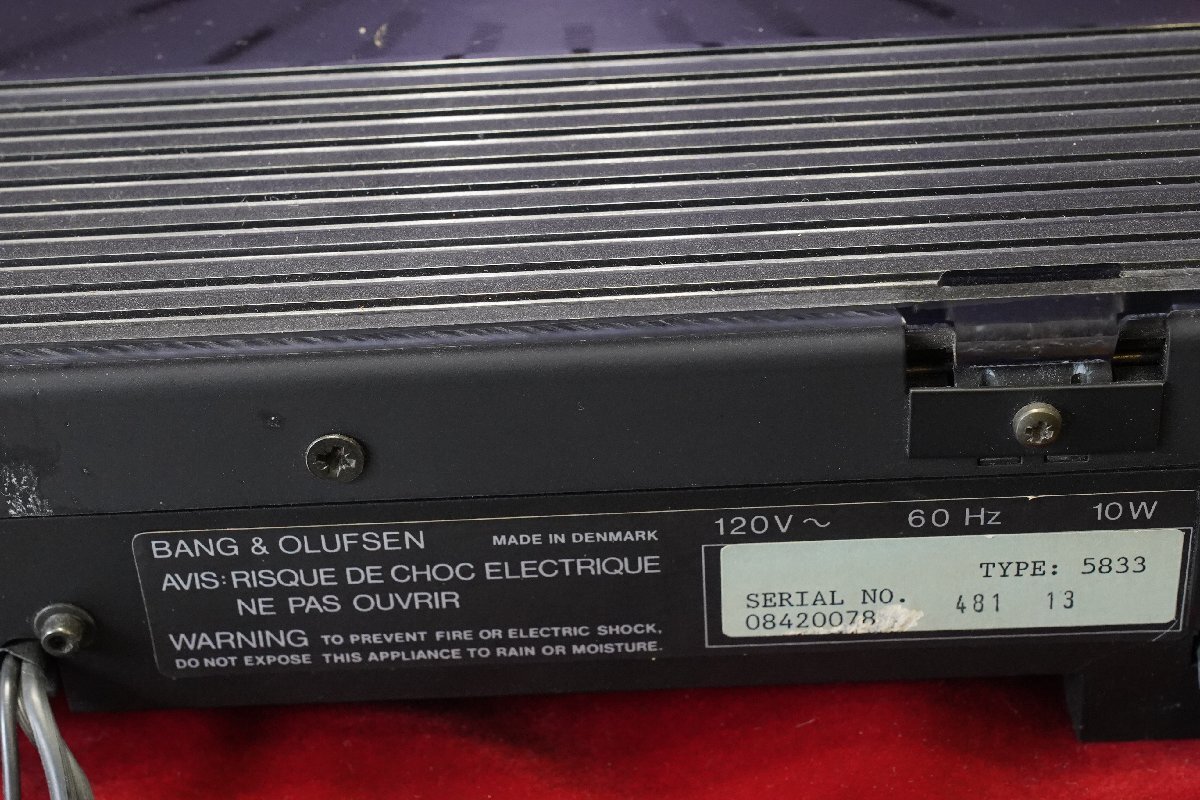 BANG & OLUFSEN MADE IN DENMARK
AVIS: RISQUE DE CHOC ELECTRIQUE
NE PAS OUVRIR
WARNING TO PREVENT FIRE OR ELECTRIC SHOCK,
DO NOT EXPOSE THIS APPLIANCE TO RAIN OR MOISTURE.
120V ~ 60 Hz 10W
TYPE: 5833
SERIAL NO. 481 13
08420078